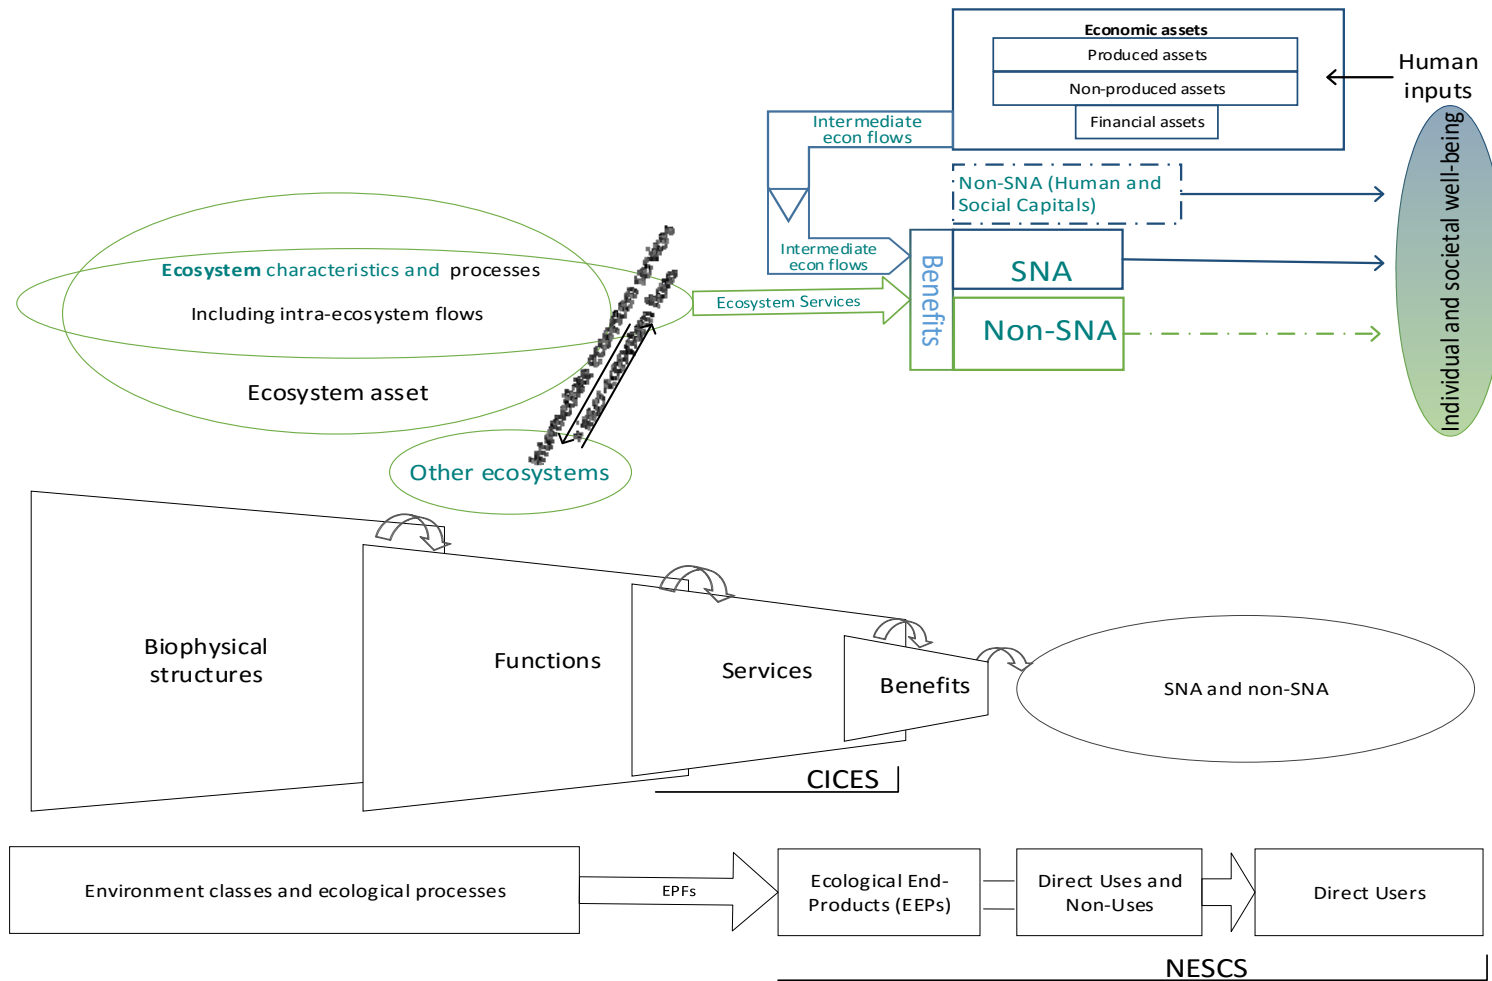 Economic assets
Produced assets
Non-produced assets
Financial assets
Human
inputs
Intermediate
econ flows
Non-SNA (Human and
Social Capitals)
Individual and societal well-being
Ecosystem characteristics and processes
Including intra-ecosystem flows
Ecosystem asset
Intermediate
econ flows
Ecosystem Services
Benefits
SNA
Non-SNA
Other ecosystems
Biophysical
structures
Functions
Services
Benefits
SNA and non-SNA
CICES
Environment classes and ecological processes
EPFs
Ecological End-
Products (EEPs)
Direct Uses and
Non-Uses
Direct Users
NESCS